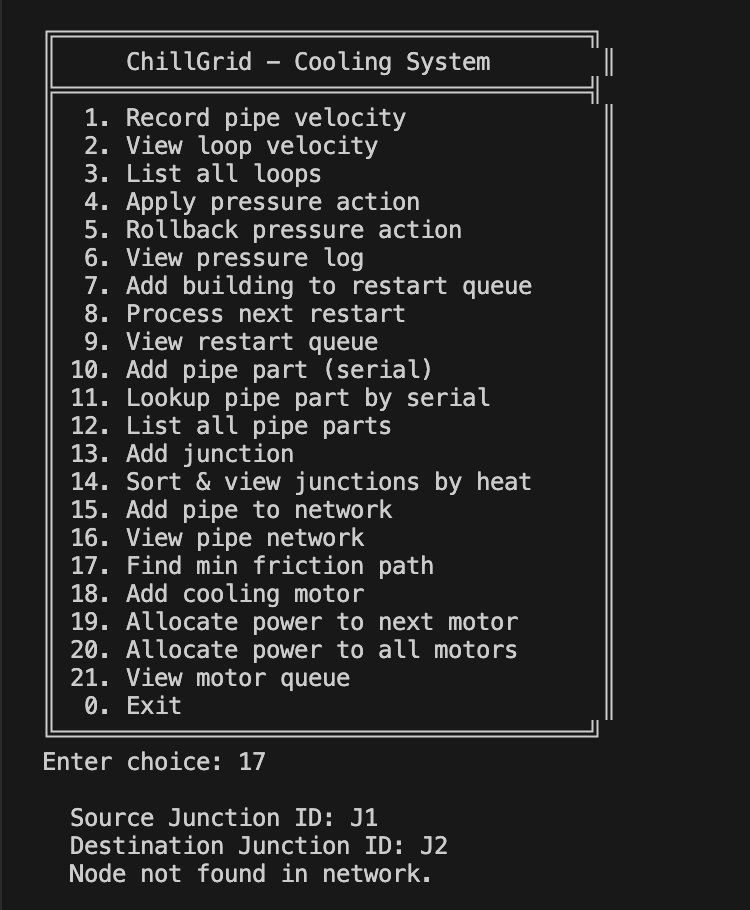 ChillGrid – Cooling System
1. Record pipe velocity
2. View loop velocity
3. List all loops
4. Apply pressure action
5. Rollback pressure action
6. View pressure log
7. Add building to restart queue
8. Process next restart
9. View restart queue
10. Add pipe part (serial)
11. Lookup pipe part by serial
12. List all pipe parts
13. Add junction
14. Sort & view junctions by heat
15. Add pipe to network
16. View pipe network
17. Find min friction path
18. Add cooling motor
19. Allocate power to next motor
20. Allocate power to all motors
21. View motor queue
0. Exit
Enter choice: 17
Source Junction ID: J1
Destination Junction ID: J2
Node not found in network.